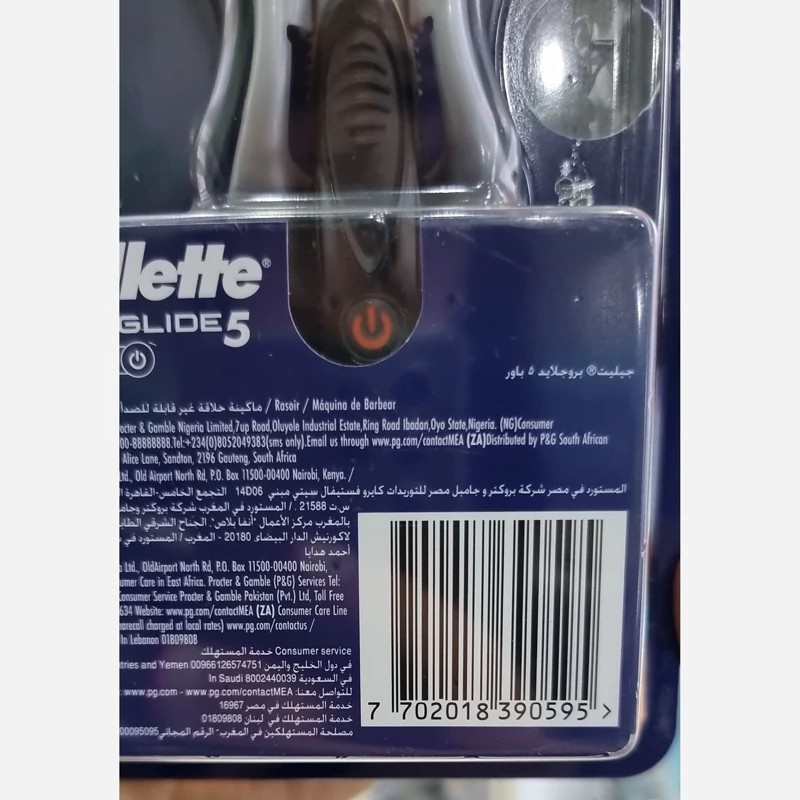 llette®
GLIDE5
جيليت® بروجلايد ٥ باور
ماكينة حلاقة غير قابلة للصدأ / Rasoir / Máquina de Barbear
octer & Gamble Nigeria Limited,7up Road,Oluyole Industrial Estate,Ring Road Ibadan,Oyo State,Nigeria. (NG)Consumer
00-88888888.Tel:+234(0)8052049383(sms only).Email us through www.pg.com/contactMEA (ZA)Distributed by P&G South African
Alice Lane, Sandton, 2196 Gauteng, South Africa
Ltd., Old Airport North Rd, P.O. Box 11500-00400 Nairobi, Kenya. /
المستورد في مصر شركة بروكتر و جامبل مصر للتوريدات كايرو فستيفال سيتي مبني 14D06 التجمع الخامس-القاهرة
س.ت 21588 . / المستورد في المغرب شركة بروكتر وجام
بالمغرب مركز الأعمال "أنفا بلاص". الجناح الشرقي الطاب
لاكورنيش الدار البيضاء. 20180 - المغرب / المستورد في
أحمد هدايا
a Ltd., OldAirport North Rd, P.O. Box 11500-00400 Nairobi,
umer Care in East Africa. Procter & Gamble (P&G) Services Tel:
Consumer Service Procter & Gamble Pakistan (Pvt.) Ltd, Toll Free
634 Website: www.pg.com/contactMEA (ZA) Consumer Care Line
harecall charged at local rates) www.pg.com/contactus /
In Lebanon 01809808
Consumer service خدمة المستهلك
في دول الخليج واليمن 00966126574751 tries and Yemen
في السعودية In Saudi 8002440039
للتواصل معنا: www.pg.com - www.pg.com/contactMEA
خدمة المستهلك في مصر 16967
خدمة المستهلك في لبنان 01809808
مصلحة المستهلكين في المغرب- الرقم المجاني 00095095
7 702018 390595 >